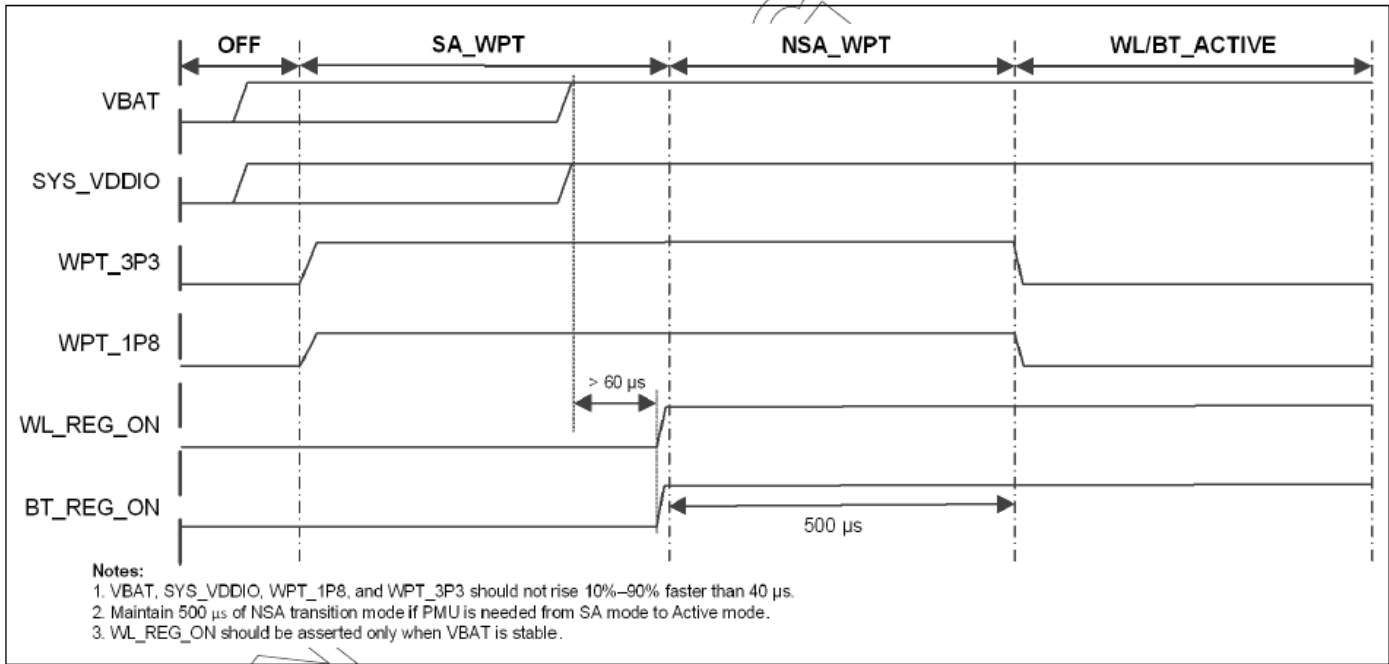 OFF SA_WPT NSA_WPT WL/BT_ACTIVE
VBAT
SYS_VDDIO
WPT_3P3
WPT_1P8
> 60 µs
WL_REG_ON
BT_REG_ON
500 µs
Notes:
1. VBAT, SYS_VDDIO, WPT_1P8, and WPT_3P3 should not rise 10%–90% faster than 40 µs.
2. Maintain 500 µs of NSA transition mode if PMU is needed from SA mode to Active mode.
3. WL_REG_ON should be asserted only when VBAT is stable.